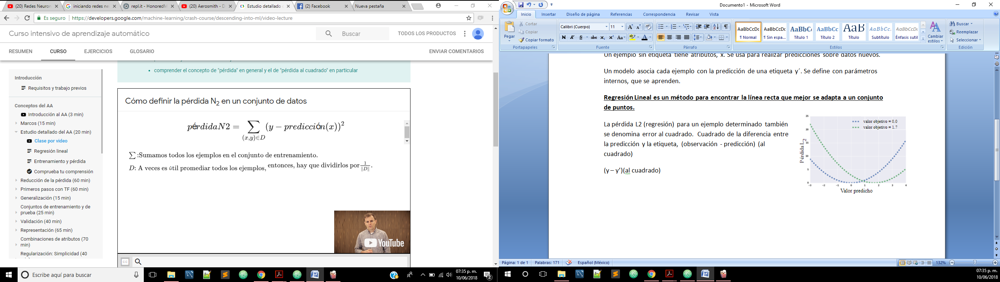 (20) Redes Neuron
iniciando redes ne
repl.it - HonoredM
(20) Aerosmith - D
Estudio detallado
(2) Facebook
Nueva pestaña
Es seguro | https://developers.google.com/machine-learning/crash-course/descending-into-ml/video-lecture
Curso intensivo de aprendizaje automático
Buscar
TODOS LOS PRODUCTOS
RESUMEN
CURSO
EJERCICIOS
GLOSARIO
ENVIAR COMENTARIOS
Introducción
Requisitos y trabajo previos
Conceptos del AA
Introducción al AA (3 min)
Marcos (15 min)
Estudio detallado del AA (20 min)
Clase por video
Regresión lineal
Entrenamiento y pérdida
Comprueba tu comprensión
Reducción de la pérdida (60 min)
Primeros pasos con TF (60 min)
Generalización (15 min)
Conjuntos de entrenamiento y de
prueba (25 min)
Validación (40 min)
Representación (65 min)
Combinaciones de atributos (70
min)
Regularización: Simplicidad (40
• comprender el concepto de "pérdida" en general y el de "pérdida al cuadrado" en particular
Cómo definir la pérdida N₂ en un conjunto de datos
pérdidaN2 = ∑ (y − predicción(x))²
(x,y)∈D
∑ :Sumamos todos los ejemplos en el conjunto de entrenamiento.
D: A veces es útil promediar todos los ejemplos, entonces, hay que dividirlos por 1/‖D‖.
YouTube
CC
Escribe aquí para buscar
07:35 p. m.
10/06/2018
2
Documento1 - Microsoft Word
Inicio
Insertar
Diseño de página
Referencias
Correspondencia
Revisar
Vista
Pegar
Cortar
Copiar
Copiar formato
Portapapeles
Calibri (Cuerpo)
11
N K S abc x₂ x² Aa
Fuente
Párrafo
AaBbCcDc
¶ Normal
AaBbCcDc
¶ Sin espa...
AaBbC
Título 1
AaBbCc
Título 2
AaB
Título
AaBbCc.
Subtítulo
AaBbCcDc
Énfasis sutil
Cambiar
estilos
Estilos
Buscar
Reemplazar
Seleccionar
Edición
Un ejemplo sin etiqueta tiene atributos, x. Se usa para realizar predicciones sobre datos nuevos.
Un modelo asocia cada ejemplo con la predicción de una etiqueta y´. Se define con parámetros
internos, que se aprenden.
Regresión Lineal es un método para encontrar la línea recta que mejor se adapta a un conjunto
de puntos.
La pérdida L2 (regresión) para un ejemplo determinado también
se denomina error al cuadrado. Cuadrado de la diferencia entre
la predicción y la etiqueta, (observación - predicción) (al
cuadrado)
(y – y’)(al cuadrado)
valor objetivo = 0.0
valor objetivo = 1.7
Pérdida L2
25
20
15
10
5
0
-3 -2 -1 0 1 2 3 4
Valor predicho
Página: 1 de 1
Palabras: 171
Español (México)
132%
07:35 p. m.
10/06/2018